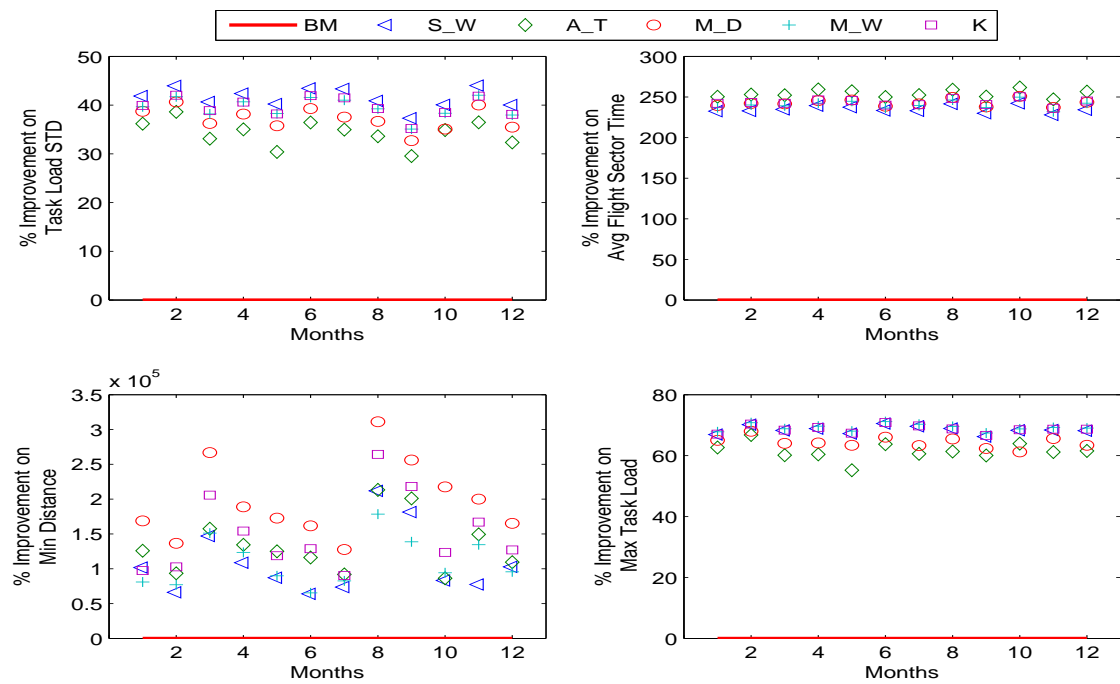 BM S_W A_T M_D M_W K
50
40
30
20
10
0
% Improvement on
Task Load STD
2 4 6 8 10 12
Months
300
250
200
150
100
50
0
% Improvement on
Avg Flight Sector Time
2 4 6 8 10 12
Months
x 10^5
3.5
3
2.5
2
1.5
1
0.5
0
% Improvement on
Min Distance
2 4 6 8 10 12
Months
80
60
40
20
0
% Improvement on
Max Task Load
2 4 6 8 10 12
Months